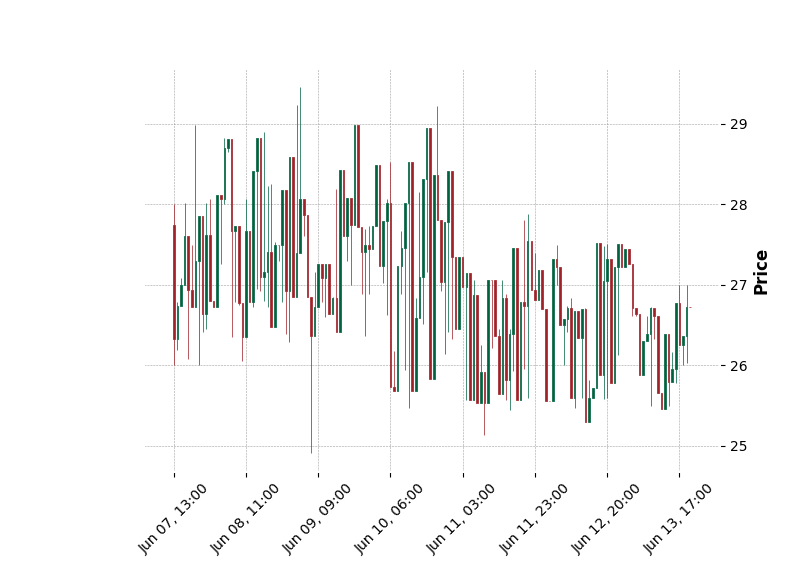 29
28
27
26
25
Price
Jun 07, 13:00
Jun 08, 11:00
Jun 09, 09:00
Jun 10, 06:00
Jun 11, 03:00
Jun 11, 23:00
Jun 12, 20:00
Jun 13, 17:00